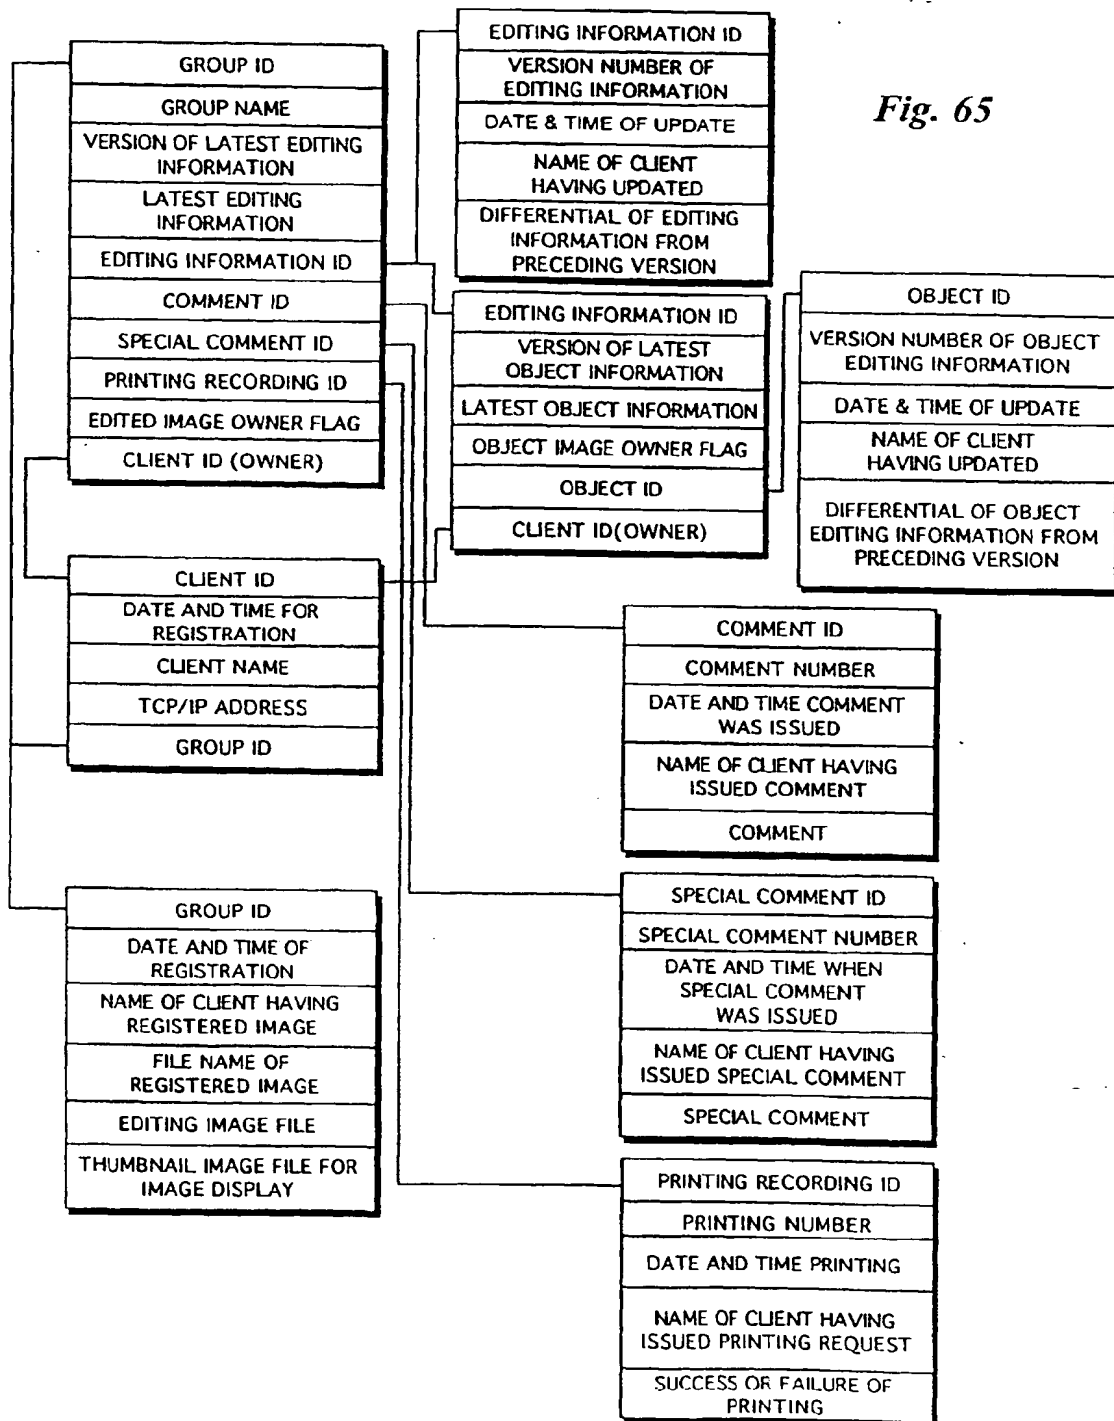 Fig. 65
GROUP ID
GROUP NAME
VERSION OF LATEST EDITING
INFORMATION
LATEST EDITING
INFORMATION
EDITING INFORMATION ID
COMMENT ID
SPECIAL COMMENT ID
PRINTING RECORDING ID
EDITED IMAGE OWNER FLAG
CLIENT ID (OWNER)
EDITING INFORMATION ID
VERSION NUMBER OF
EDITING INFORMATION
DATE & TIME OF UPDATE
NAME OF CLIENT
HAVING UPDATED
DIFFERENTIAL OF EDITING
INFORMATION FROM
PRECEDING VERSION
EDITING INFORMATION ID
VERSION OF LATEST
OBJECT INFORMATION
LATEST OBJECT INFORMATION
OBJECT IMAGE OWNER FLAG
OBJECT ID
CLIENT ID(OWNER)
OBJECT ID
VERSION NUMBER OF OBJECT
EDITING INFORMATION
DATE & TIME OF UPDATE
NAME OF CLIENT
HAVING UPDATED
DIFFERENTIAL OF OBJECT
EDITING INFORMATION FROM
PRECEDING VERSION
CLIENT ID
DATE AND TIME FOR
REGISTRATION
CLIENT NAME
TCP/IP ADDRESS
GROUP ID
COMMENT ID
COMMENT NUMBER
DATE AND TIME COMMENT
WAS ISSUED
NAME OF CLIENT HAVING
ISSUED COMMENT
COMMENT
GROUP ID
DATE AND TIME OF
REGISTRATION
NAME OF CLIENT HAVING
REGISTERED IMAGE
FILE NAME OF
REGISTERED IMAGE
EDITING IMAGE FILE
THUMBNAIL IMAGE FILE FOR
IMAGE DISPLAY
SPECIAL COMMENT ID
SPECIAL COMMENT NUMBER
DATE AND TIME WHEN
SPECIAL COMMENT
WAS ISSUED
NAME OF CLIENT HAVING
ISSUED SPECIAL COMMENT
SPECIAL COMMENT
PRINTING RECORDING ID
PRINTING NUMBER
DATE AND TIME PRINTING
NAME OF CLIENT HAVING
ISSUED PRINTING REQUEST
SUCCESS OR FAILURE OF
PRINTING